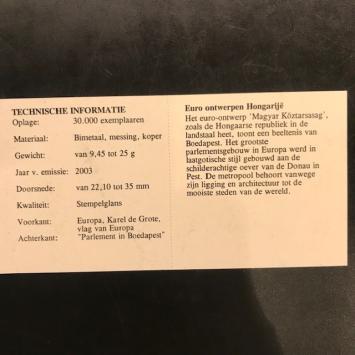 TECHNISCHE INFORMATIE
Oplage: 30.000 exemplaaren
Materiaal: Bimetaal, messing, koper
Gewicht: van 9,45 tot 25 g
Jaar v. emissie: 2003
Doorsnede: van 22,10 tot 35 mm
Kwaliteit: Stempelglans
Voorkant: Europa, Karel de Grote,
vlag van Europa
Achterkant: "Parlement in Boedapest"
Euro ontwerpen Hongarijë
Het euro-ontwerp 'Magyar Köztarsasag',
zoals de Hongaarse republiek in de
landstaal heet, toont een beeltenis van
Boedapest. Het grootste
parlementsgebouw in Europa werd in
laatgotische stijl gebouwd aan de
schilderachtige oever van de Donau in
Pest. De metropool behoort vanwege
zijn ligging en architectuur tot de
mooiste steden van de wereld.